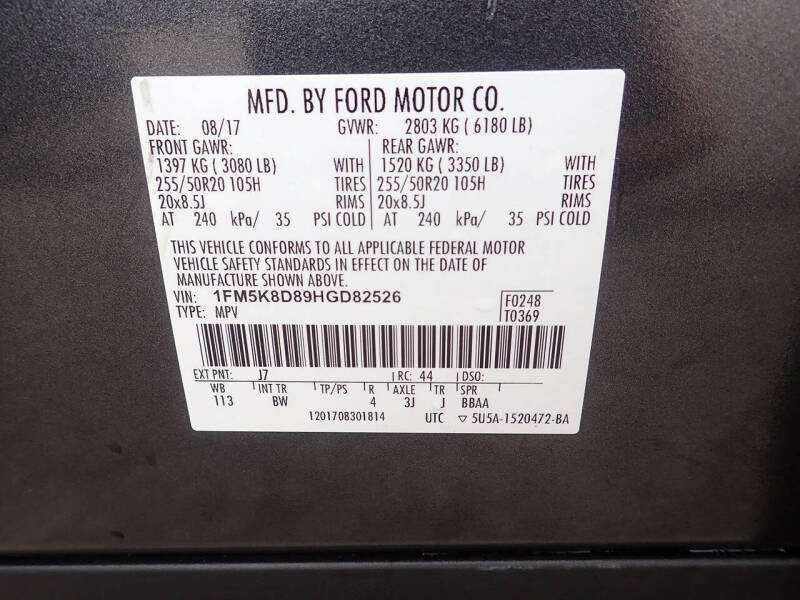 MFD. BY FORD MOTOR CO.
DATE: 08/17 GVWR: 2803 KG ( 6180 LB)
FRONT GAWR: REAR GAWR:
1397 KG ( 3080 LB) WITH 1520 KG ( 3350 LB) WITH
255/50R20 105H TIRES 255/50R20 105H TIRES
20x8.5J RIMS 20x8.5J RIMS
AT 240 kPa/ 35 PSI COLD AT 240 kPa/ 35 PSI COLD
THIS VEHICLE CONFORMS TO ALL APPLICABLE FEDERAL MOTOR
VEHICLE SAFETY STANDARDS IN EFFECT ON THE DATE OF
MANUFACTURE SHOWN ABOVE.
VIN: 1FM5K8D89HGD82526 F0248
TYPE: MPV T0369
EXT PNT: J7 RC: 44 DSO:
WB INT TR TP/PS R AXLE TR SPR
113 BW 4 3J J BBAA
1201708301814 UTC ▽ 5U5A-1520472-BA